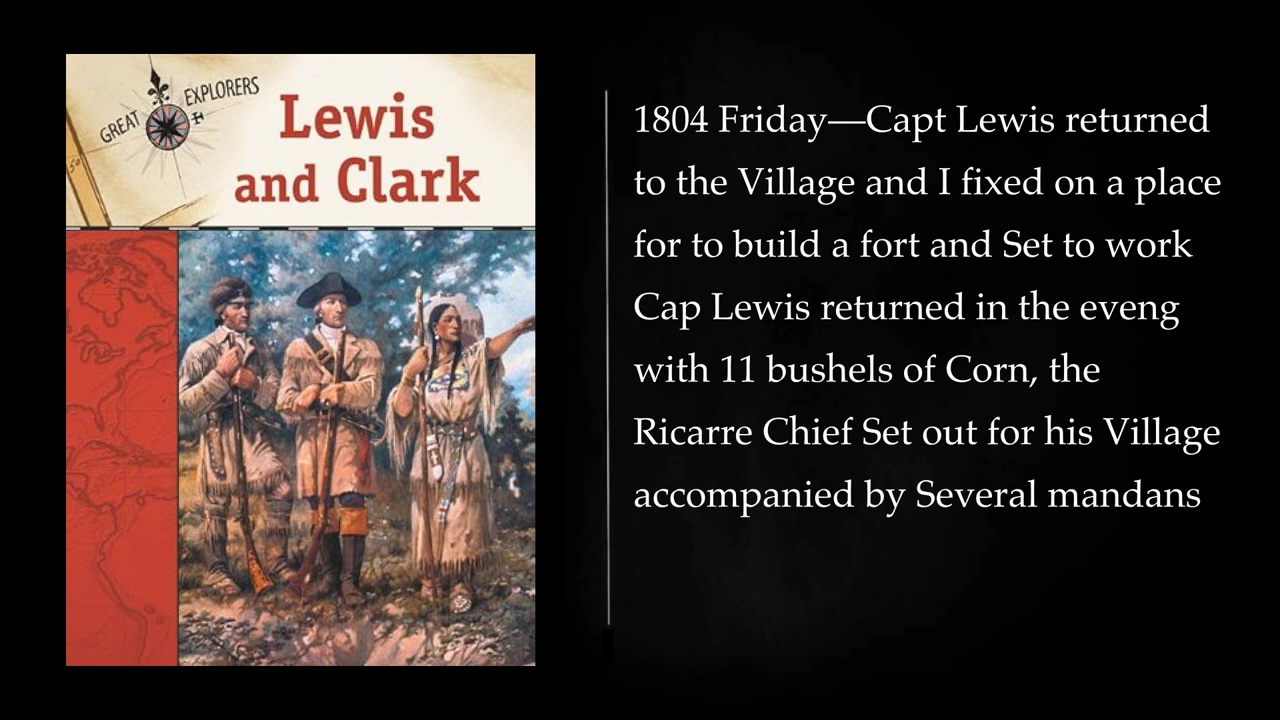 GREAT EXPLORERS
Lewis
and Clark
50
1804 Friday—Capt Lewis returned
to the Village and I fixed on a place
for to build a fort and Set to work
Cap Lewis returned in the eveng
with 11 bushels of Corn, the
Ricarre Chief Set out for his Village
accompanied by Several mandans